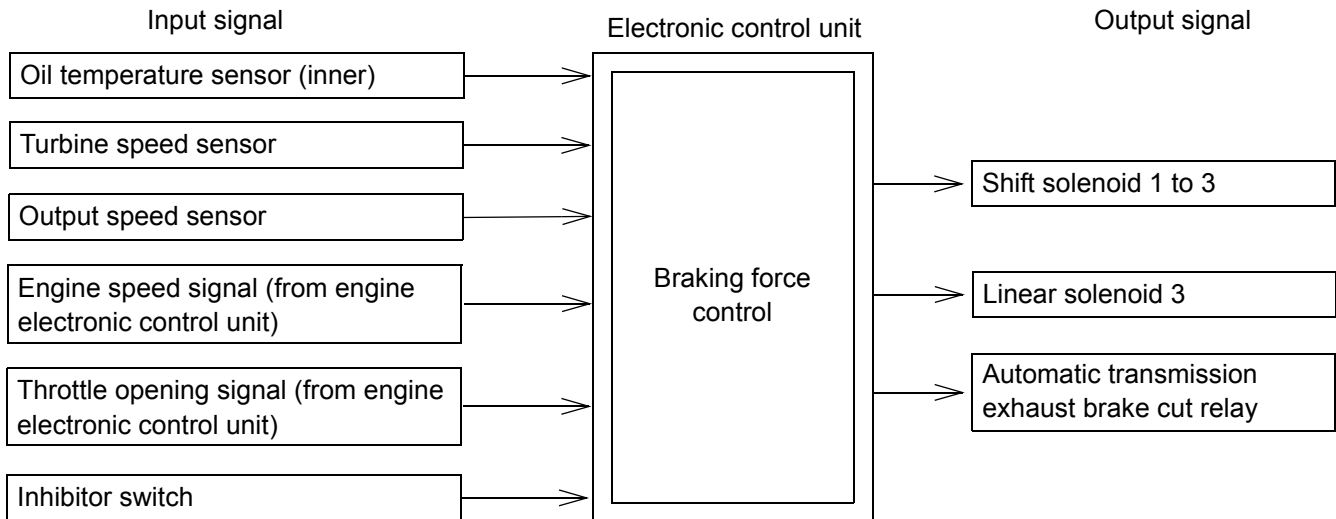 Input signal
Electronic control unit
Output signal
Oil temperature sensor (inner)
Turbine speed sensor
Output speed sensor
Engine speed signal (from engine
electronic control unit)
Throttle opening signal (from engine
electronic control unit)
Inhibitor switch
Braking force
control
Shift solenoid 1 to 3
Linear solenoid 3
Automatic transmission
exhaust brake cut relay